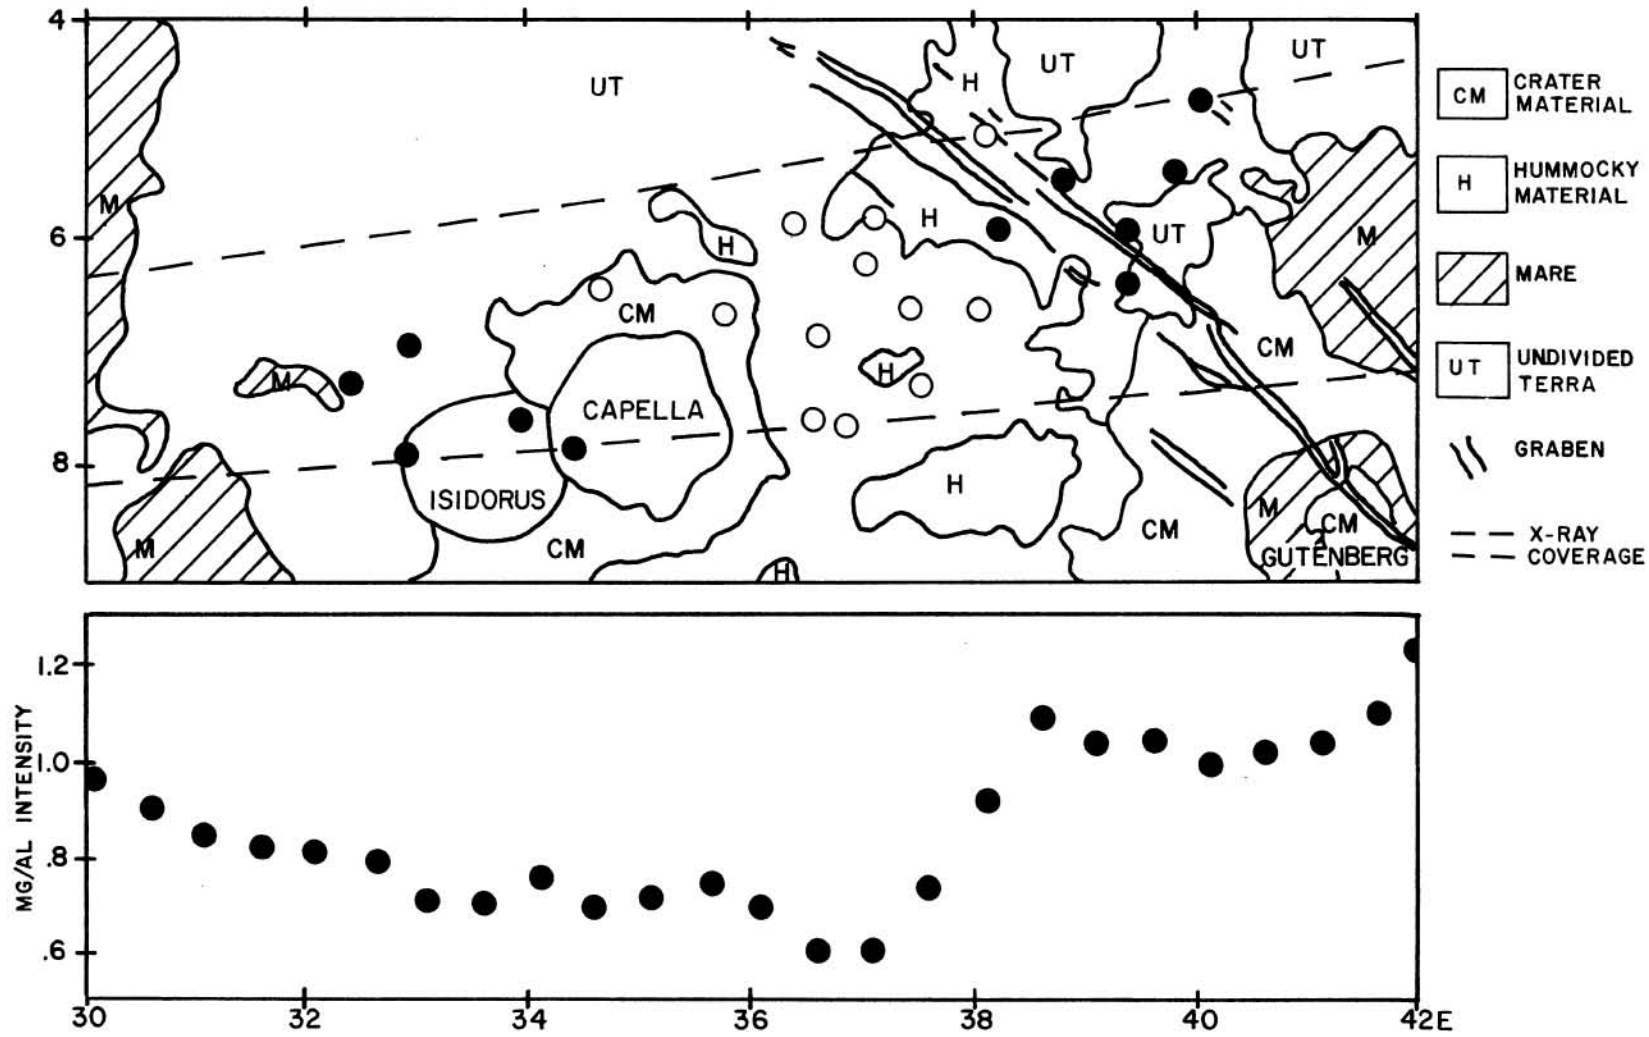 4
UT
H
UT
UT
M
6
H
H
UT
M
CM
CM
M
H
CAPELLA
8
ISIDORUS
H
M
CM
CM
M
CM
H
GUTENBERG
CM CRATER
MATERIAL
H HUMMOCKY
MATERIAL
MARE
UT UNDIVIDED
TERRA
GRABEN
X-RAY
COVERAGE
MG/AL INTENSITY
1.2
1.0
.8
.6
30 32 34 36 38 40 42E